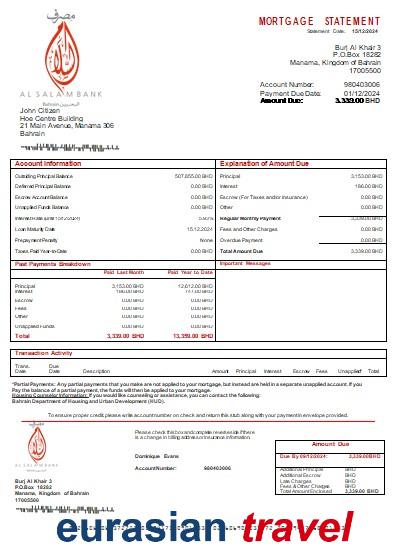 مصرف
السلام
MORTGAGE STATEMENT
Statement Date: 15/12/2024
Burj Al Khair 3
P.O.Box 18282
Manama, Kingdom of Bahrain
17005500
Account Number: 980403006
Payment Due Date: 01/12/2024
Amount Due: 3,339.00 BHD
AL SALAM BANK
البحرين Bahrain
John Citizen
Hoe Centre Building
21 Main Avenue, Manama 306
Bahrain
Account Information
Outstanding Principal Balance 507,855.00 BHD
Deferred Principal Balance 0.00 BHD
Escrow Account Balance 0.00 BHD
Unapplied Funds Balance 0.00 BHD
Interest Rate (Until 15.12.2024)
Loan Maturity Date 15.12.2024
Prepayment Penalty None
Taxes Paid Year-to-Date 0.00 BHD
Explanation of Amount Due
Principal 3,153.00 BHD
Interest 186.00 BHD
Escrow (For Taxes and/or Insurance) 0.00 BHD
Other 0.00 BHD
Regular Monthly Payment 3,339.00 BHD
Fees and Other Charges 0.00 BHD
Overdue Payment 0.00 BHD
Total Amount Due 3,339.00 BHD
Past Payments Breakdown
Paid Last Month Paid Year to Date
Principal 3,153.00 BHD 12,612.00 BHD
Interest 186.00 BHD 747.00 BHD
Escrow 0.00 BHD 0.00 BHD
Fees 0.00 BHD 0.00 BHD
Other 0.00 BHD 0.00 BHD
Unapplied Funds 0.00 BHD 0.00 BHD
Total 3,339.00 BHD 13,359.00 BHD
Important Messages
Transaction Activity
Trans. Date Due Date Description Amount Principal Interest Escrow Fees Unapplied* Total
*Partial Payments: Any partial payments that you make are not applied to your mortgage, but instead are held in a separate unapplied account. If you
Pay the balance of a partial payment, the funds will then be applied to your mortgage.
Housing Counselor Information: If you would like counseling or assistance, you can contact the following:
Bahrain Department of Housing and Urban Development (HUD).
To ensure proper credit please write account number on check and return this stub along with your payment in envelope provided.
AL SALAM BANK
Please check this box and complete reverse side if there
is a change in billing address or insurance information.
Dominique Evans
Account Number: 980403006
Amount Due
Due By 09/12/2024: 3,339.00BHD
Additional Principal BHD
Additional Escrow BHD
Late Charges BHD
Fees & Other Charges BHD
Total Amount Enclosed 3,339.00 BHD
Burj Al Khair 3
P.O.Box 18282
Manama, Kingdom of Bahrain
17005500
eurasian travel